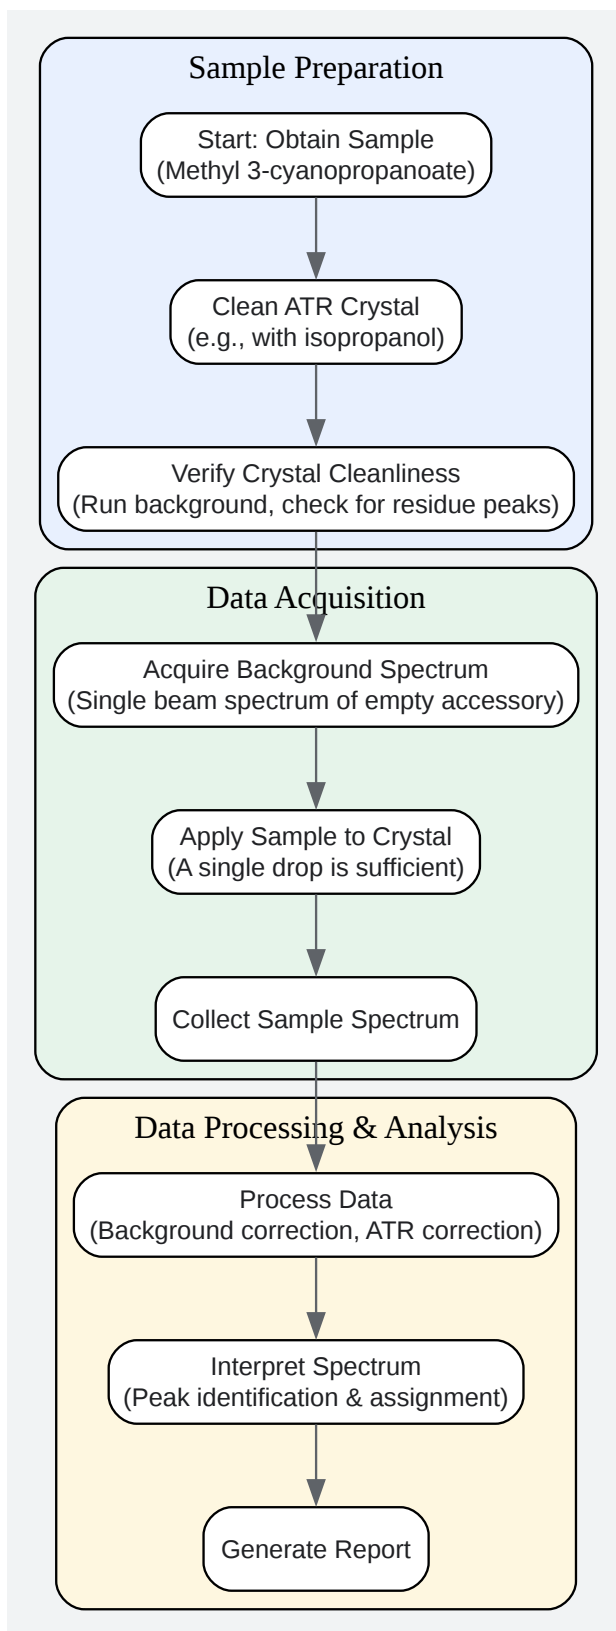 Sample Preparation
Start: Obtain Sample
(Methyl 3-cyanopropanoate)
Clean ATR Crystal
(e.g., with isopropanol)
Verify Crystal Cleanliness
(Run background, check for residue peaks)
Data Acquisition
Acquire Background Spectrum
(Single beam spectrum of empty accessory)
Apply Sample to Crystal
(A single drop is sufficient)
Collect Sample Spectrum
Data Processing & Analysis
Process Data
(Background correction, ATR correction)
Interpret Spectrum
(Peak identification & assignment)
Generate Report